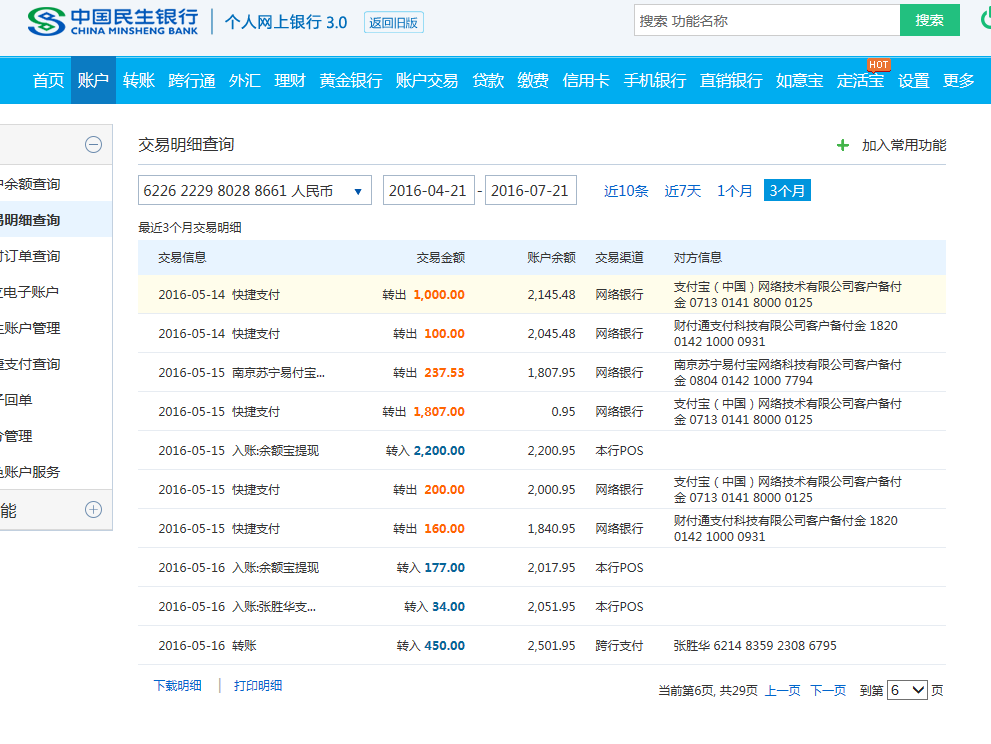 中国民生银行
CHINA MINSHENG BANK
个人网上银行 3.0
返回旧版
搜索 功能名称
搜索
首页 账户 转账 跨行通 外汇 理财 黄金银行 账户交易 贷款 缴费 信用卡 手机银行 直销银行 如意宝 定活宝 设置 更多
HOT
余额查询
明细查询
订单查询
电子账户
账户管理
支付查询
回单
管理
账户服务
能
交易明细查询
加入常用功能
6226 2229 8028 8661 人民币
2016-04-21 - 2016-07-21
近10条 近7天 1个月 3个月
最近3个月交易明细
交易信息 交易金额 账户余额 交易渠道 对方信息
2016-05-14 快捷支付 转出 1,000.00 2,145.48 网络银行 支付宝（中国）网络技术有限公司客户备付
金 0713 0141 8000 0125
2016-05-14 快捷支付 转出 100.00 2,045.48 网络银行 财付通支付科技有限公司客户备付金 1820
0142 1000 0931
2016-05-15 南京苏宁易付宝... 转出 237.53 1,807.95 网络银行 南京苏宁易付宝网络科技有限公司客户备付
金 0804 0142 1000 7794
2016-05-15 快捷支付 转出 1,807.00 0.95 网络银行 支付宝（中国）网络技术有限公司客户备付
金 0713 0141 8000 0125
2016-05-15 入账:余额宝提现 转入 2,200.00 2,200.95 本行POS
2016-05-15 快捷支付 转出 200.00 2,000.95 网络银行 支付宝（中国）网络技术有限公司客户备付
金 0713 0141 8000 0125
2016-05-15 快捷支付 转出 160.00 1,840.95 网络银行 财付通支付科技有限公司客户备付金 1820
0142 1000 0931
2016-05-16 入账:余额宝提现 转入 177.00 2,017.95 本行POS
2016-05-16 入账:张胜华支... 转入 34.00 2,051.95 本行POS
2016-05-16 转账 转入 450.00 2,501.95 跨行支付 张胜华 6214 8359 2308 6795
下载明细 | 打印明细
当前第6页, 共29页 上一页 下一页 到第 6 页